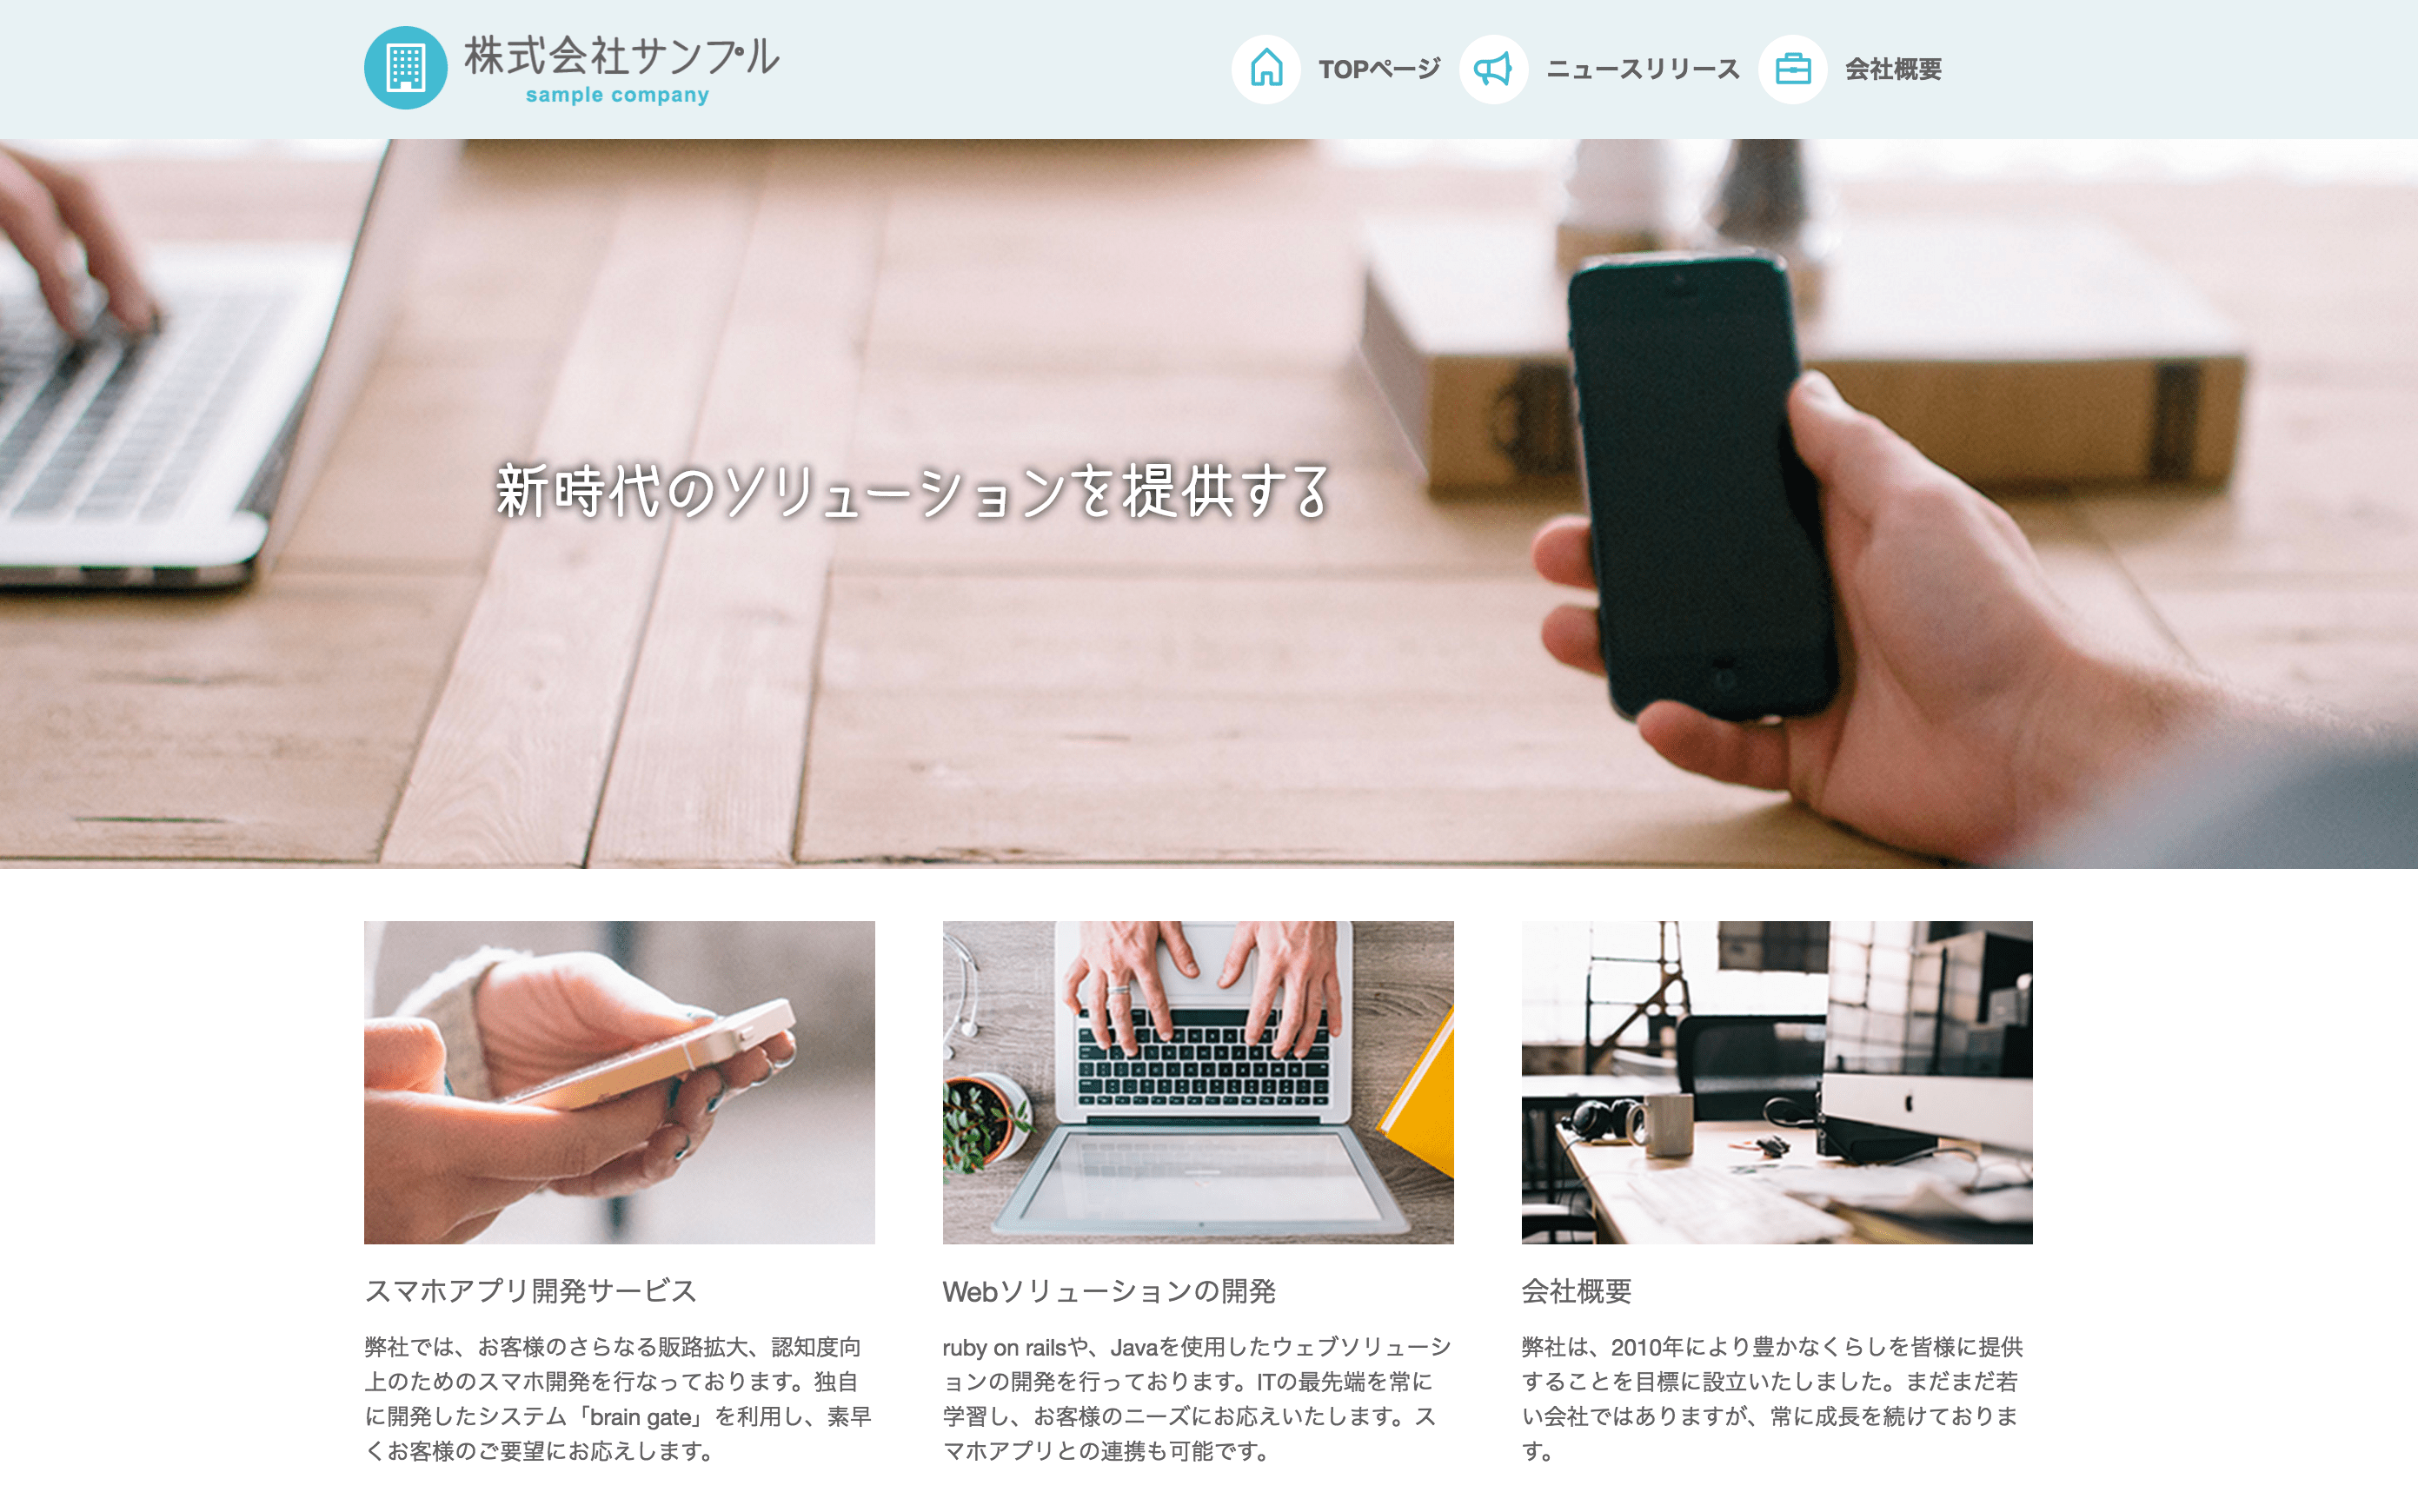 株式会社サンプル
sample company
TOPページ
ニュースリリース
会社概要
新時代のソリューションを提供する
スマホアプリ開発サービス
弊社では、お客様のさらなる販路拡大、認知度向
上のためのスマホ開発を行なっております。独自
に開発したシステム「brain gate」を利用し、素早
くお客様のご要望にお応えします。
Webソリューションの開発
ruby on railsや、Javaを使用したウェブソリューシ
ョンの開発を行っております。ITの最先端を常に
学習し、お客様のニーズにお応えいたします。ス
マホアプリとの連携も可能です。
会社概要
弊社は、2010年により豊かなくらしを皆様に提供
することを目標に設立いたしました。まだまだ若
い会社ではありますが、常に成長を続けておりま
す。